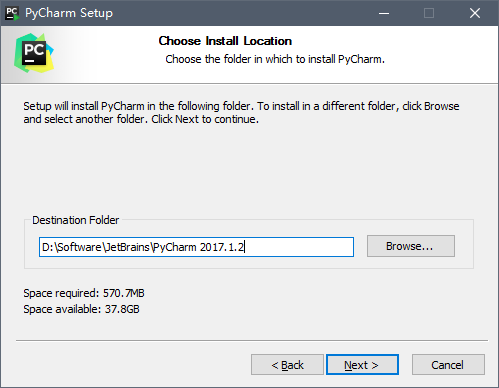 PC PyCharm Setup
PC
Choose Install Location
Choose the folder in which to install PyCharm.
Setup will install PyCharm in the following folder. To install in a different folder, click Browse
and select another folder. Click Next to continue.
Destination Folder
D:\Software\JetBrains\PyCharm 2017.1.2
Browse...
Space required: 570.7MB
Space available: 37.8GB
< Back
Next >
Cancel